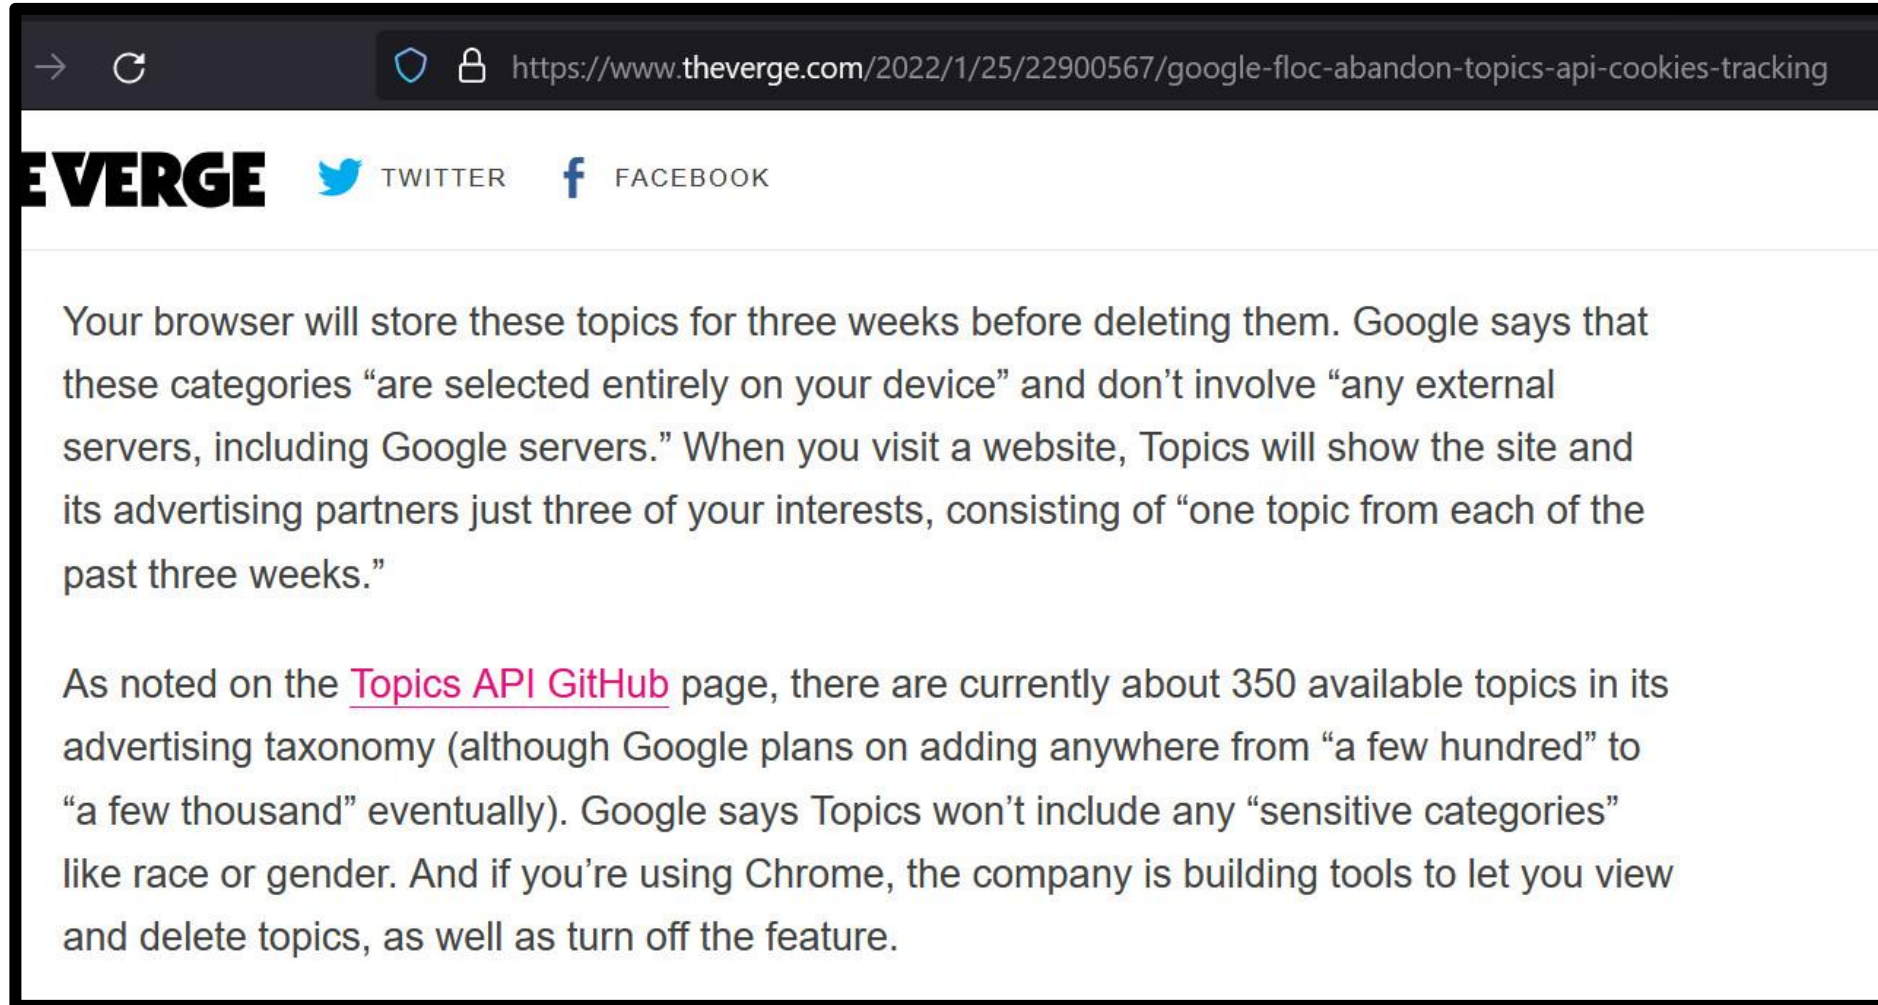 https://www.theverge.com/2022/1/25/22900567/google-floc-abandon-topics-api-cookies-tracking
E VERGE TWITTER FACEBOOK
Your browser will store these topics for three weeks before deleting them. Google says that
these categories “are selected entirely on your device” and don’t involve “any external
servers, including Google servers.” When you visit a website, Topics will show the site and
its advertising partners just three of your interests, consisting of “one topic from each of the
past three weeks.”
As noted on the Topics API GitHub page, there are currently about 350 available topics in its
advertising taxonomy (although Google plans on adding anywhere from “a few hundred” to
“a few thousand” eventually). Google says Topics won’t include any “sensitive categories”
like race or gender. And if you’re using Chrome, the company is building tools to let you view
and delete topics, as well as turn off the feature.